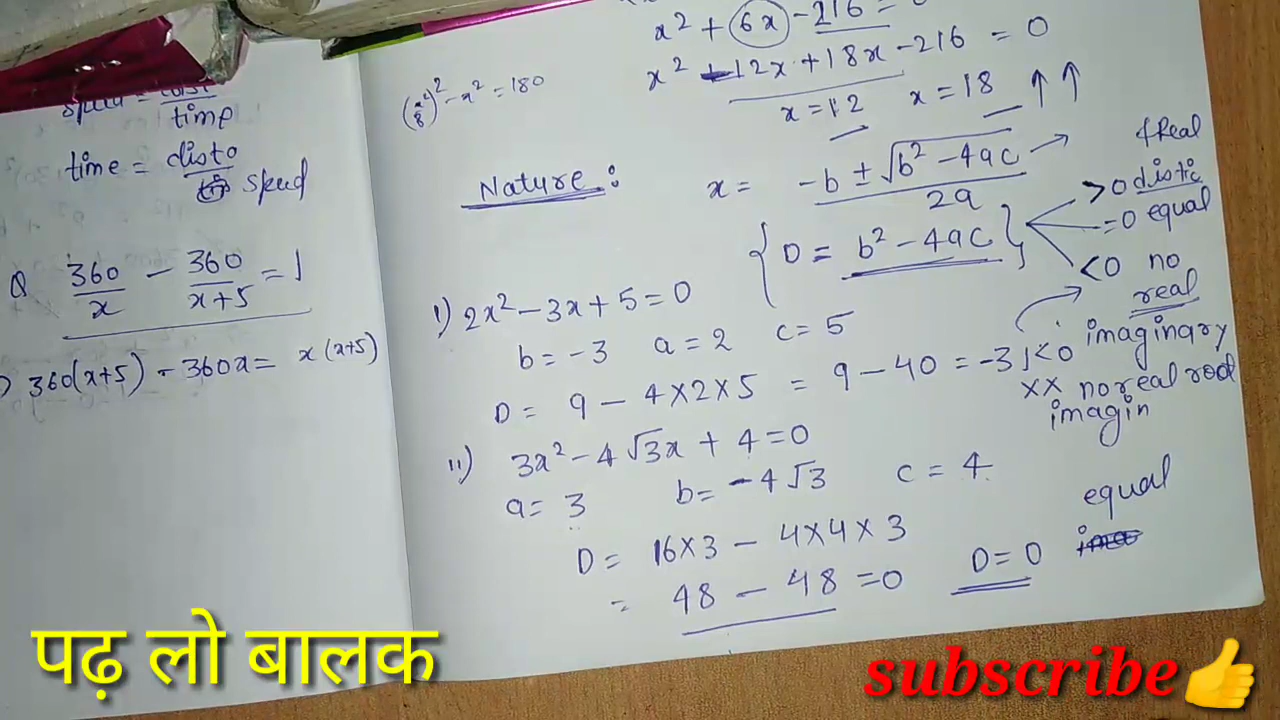 time
time = disto / speed
Q 360/x - 360/x+5 = 1
360(x+5) - 360x = x(x+5)
(x²/8)² - x² = 180
x² + 6x - 216 = 0
x² - 12x + 18x - 216 = 0
x = 12 x = 18 ↑ ↑
Nature :
x = -b ± √b² - 4ac / 2a → Real
{ D = b² - 4ac }
>0 distic
=0 equal
<0 no real
imaginary
I) 2x² - 3x + 5 = 0
b = -3 a = 2 c = 5
D = 9 - 4×2×5 = 9 - 40 = -31 < 0
×× no real root
imagin
II) 3x² - 4√3x + 4 = 0
a = 3 b = -4√3 c = 4
D = 16×3 - 4×4×3
= 48 - 48 = 0 D = 0 equal
पढ़ लो बालक
subscribe👍